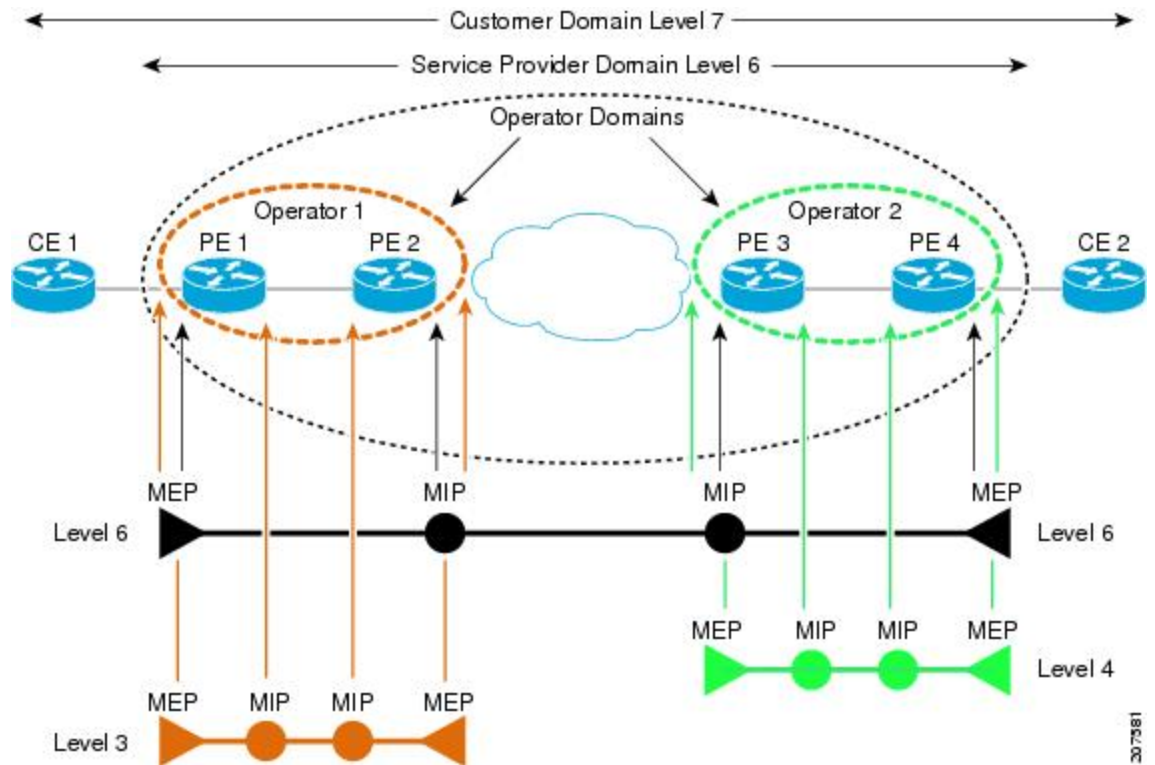 Customer Domain Level 7
Service Provider Domain Level 6
Operator Domains
Operator 1
Operator 2
CE 1
PE 1
PE 2
PE 3
PE 4
CE 2
MEP
MIP
MIP
MEP
Level 6
Level 6
MEP
MIP
MIP
MEP
Level 4
MEP
MIP
MIP
MEP
Level 3
207581